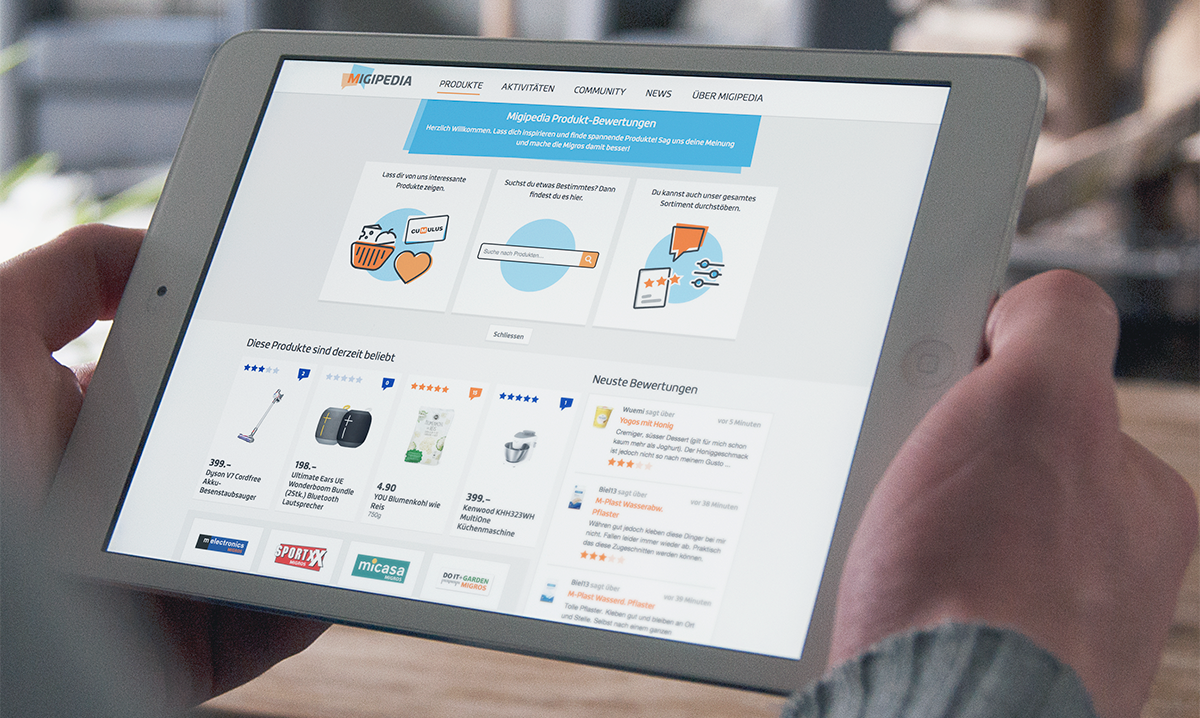 MIGIPEDIA
PRODUKTE
AKTIVITÄTEN
COMMUNITY
NEWS
ÜBER MIGIPEDIA
Migipedia Produkt-Bewertungen
Herzlich Willkommen. Lass dich inspirieren und finde spannende Produkte! Sag uns deine Meinung
und mache die Migros damit besser!
Lass dir von uns interessante
Produkte zeigen.
CUMULUS
Suchst du etwas Bestimmtes? Dann
findest du es hier.
Suche nach Produkten...
Du kannst auch unser gesamtes
Sortiment durchstöbern.
Schliessen
Diese Produkte sind derzeit beliebt
2
399.–
Dyson V7 Cordfree
Akku-
Besenstaubsauger
0
198.–
Ultimate Ears UE
Wonderboom Bundle
(2Stk.) Bluetooth
Lautsprecher
11
4.90
YOU Blumenkohl wie
Reis
750g
1
399.–
Kenwood KHH323WH
MultiOne
Küchenmaschine
m electronics
MIGROS
SPORTXX
MIGROS
micasa
MIGROS
DO IT + GARDEN
MIGROS
Neuste Bewertungen
Wuemi sagt über
vor 5 Minuten
Yogos mit Honig
Cremiger, süsser Dessert (gilt für mich schon
kaum mehr als Joghurt). Der Honiggeschmack
ist jedoch nicht so nach meinem Gusto ...
Biel13 sagt über
vor 38 Minuten
M-Plast Wasserabw.
Pflaster
Währen gut jedoch kleben diese Dinger bei mir
nicht. Fallen leider immer wieder ab. Praktisch
das diese Zugeschnitten werden können.
Biel13 sagt über
vor 39 Minuten
M-Plast Wasserd. Pflaster
Tolle Pflaster. Kleben gut und bleiben an Ort
und Stelle. Selbst nach einem ganzen